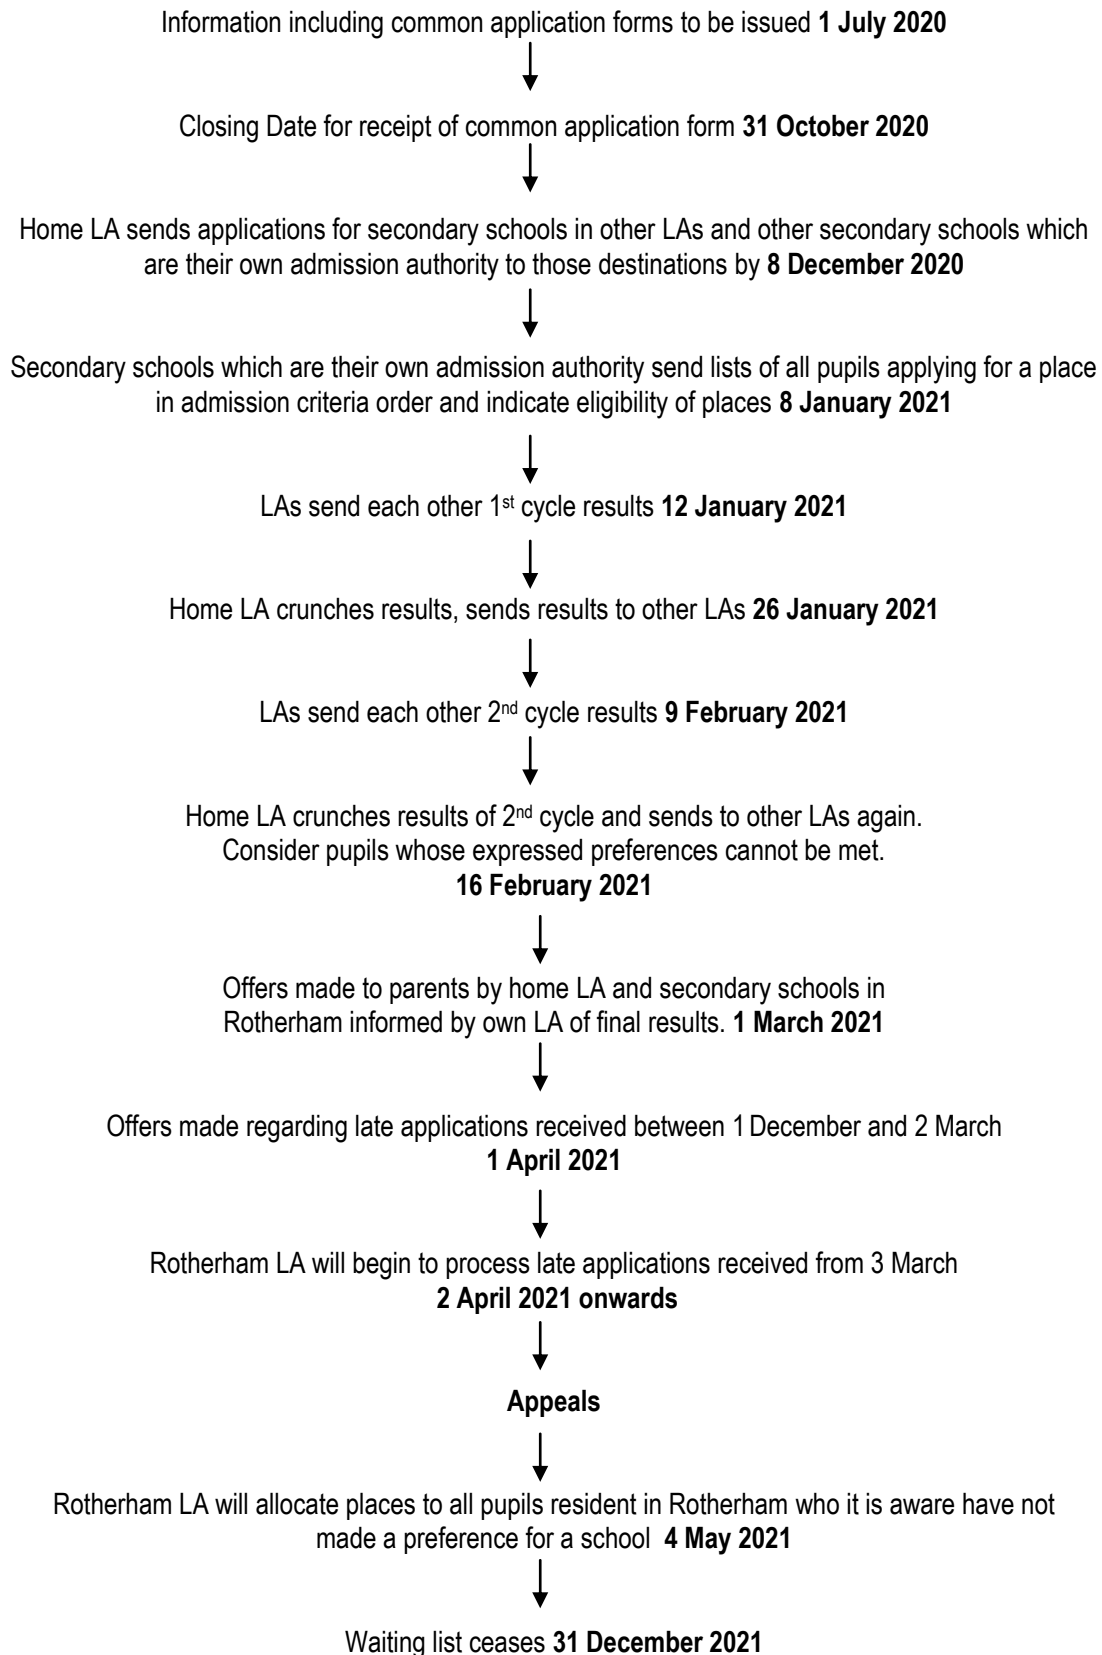 Information including common application forms to be issued 1 July 2020
Closing Date for receipt of common application form 31 October 2020
Home LA sends applications for secondary schools in other LAs and other secondary schools which
are their own admission authority to those destinations by 8 December 2020
Secondary schools which are their own admission authority send lists of all pupils applying for a place
in admission criteria order and indicate eligibility of places 8 January 2021
LAs send each other 1st cycle results 12 January 2021
Home LA crunches results, sends results to other LAs 26 January 2021
LAs send each other 2nd cycle results 9 February 2021
Home LA crunches results of 2nd cycle and sends to other LAs again.
Consider pupils whose expressed preferences cannot be met.
16 February 2021
Offers made to parents by home LA and secondary schools in
Rotherham informed by own LA of final results. 1 March 2021
Offers made regarding late applications received between 1 December and 2 March
1 April 2021
Rotherham LA will begin to process late applications received from 3 March
2 April 2021 onwards
Appeals
Rotherham LA will allocate places to all pupils resident in Rotherham who it is aware have not
made a preference for a school 4 May 2021
Waiting list ceases 31 December 2021